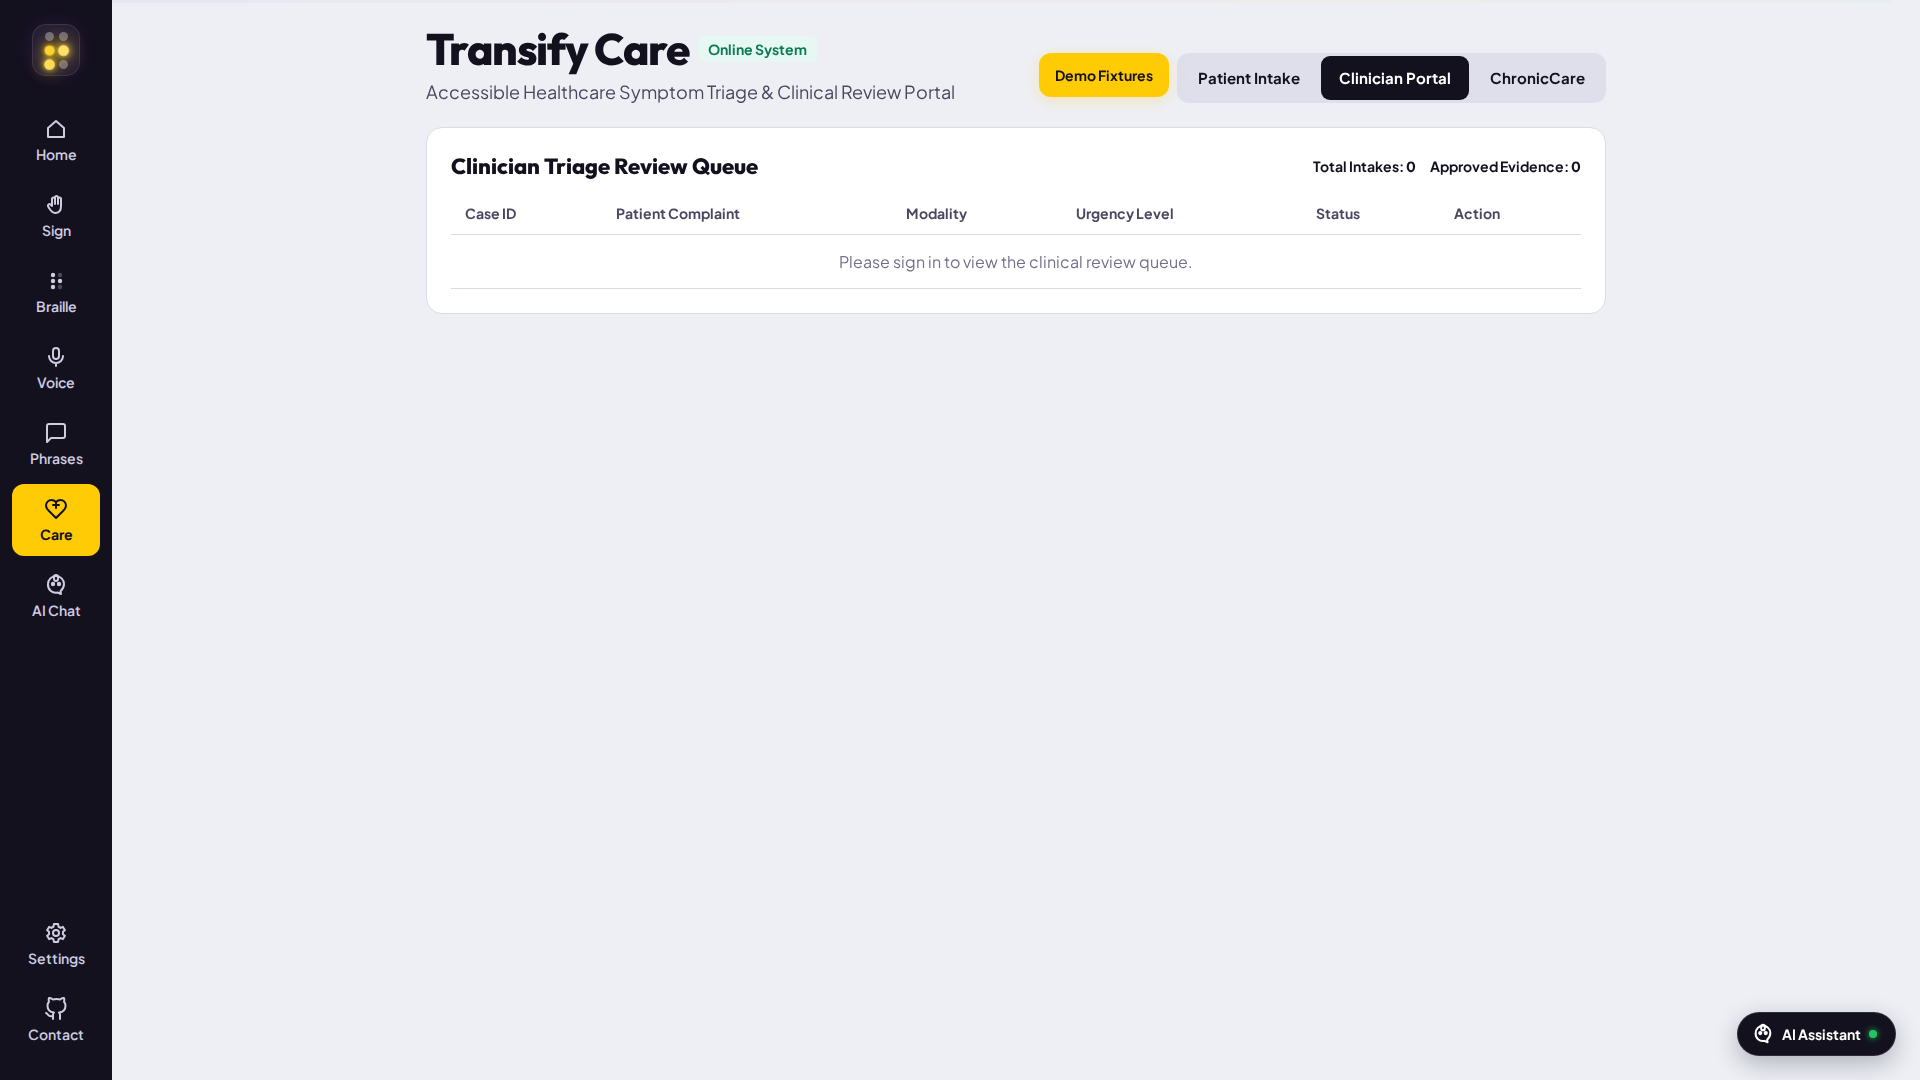 Home
Sign
Braille
Voice
Phrases
Care
AI Chat
Settings
Contact
Transify Care
Online System
Accessible Healthcare Symptom Triage & Clinical Review Portal
Demo Fixtures
Patient Intake
Clinician Portal
ChronicCare
Clinician Triage Review Queue
Total Intakes: 0
Approved Evidence: 0
Case ID
Patient Complaint
Modality
Urgency Level
Status
Action
Please sign in to view the clinical review queue.
AI Assistant